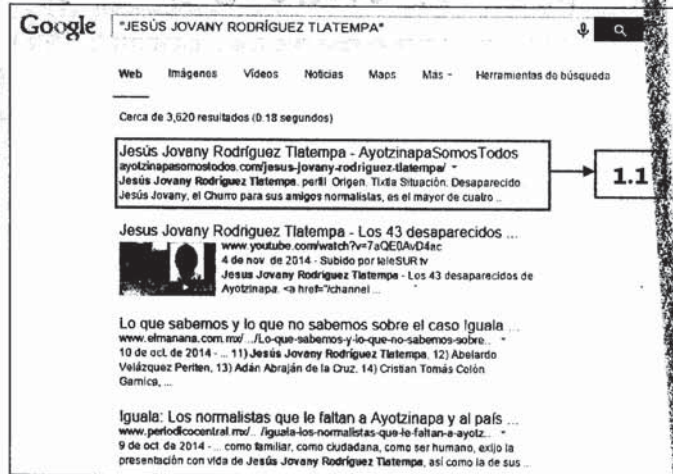 Google "JESÚS JOVANY RODRÍGUEZ TLATEMPA"
Web Imágenes Vídeos Noticias Maps Más Herramientas de búsqueda
Cerca de 3,620 resultados (0.18 segundos)
Jesús Jovany Rodríguez Tlatempa - AyotzinapaSomosTodos
ayotzinapasomostodos.com/jesus-jovany-rodriguez-tlatempa/
Jesús Jovany Rodríguez Tlatempa. perfil Origen, Tixtla Situación, Desaparecido
Jesús Jovany, el Churro para sus amigos normalistas, es el mayor de cuatro ...
1.1
Jesus Jovany Rodriguez Tlatempa - Los 43 desaparecidos ...
www.youtube.com/watch?v=7aQE0AvD4ac
4 de nov. de 2014 - Subido por teleSUR tv
Jesus Jovany Rodriguez Tlatempa - Los 43 desaparecidos de
Ayotzinapa. <a href="/channel ...
Lo que sabemos y lo que no sabemos sobre el caso Iguala ...
www.elmanana.com.mx/.../Lo-que-sabemos-y-lo-que-no-sabemos-sobre...
10 de oct. de 2014 - ... 11) Jesús Jovany Rodríguez Tlatempa, 12) Abelardo
Velázquez Periten, 13) Adán Abraján de la Cruz. 14) Cristian Tomás Colón
Garnica, ...
Iguala: Los normalistas que le faltan a Ayotzinapa y al país ...
www.periodicocentral.mx/.../iguala-los-normalistas-que-le-faltan-a-ayotz...
9 de oct. de 2014 - ... como familiar, como ciudadana, como ser humano, exijo la
presentación con vida de Jesús Jovany Rodríguez Tlatempa, así como la de sus ...